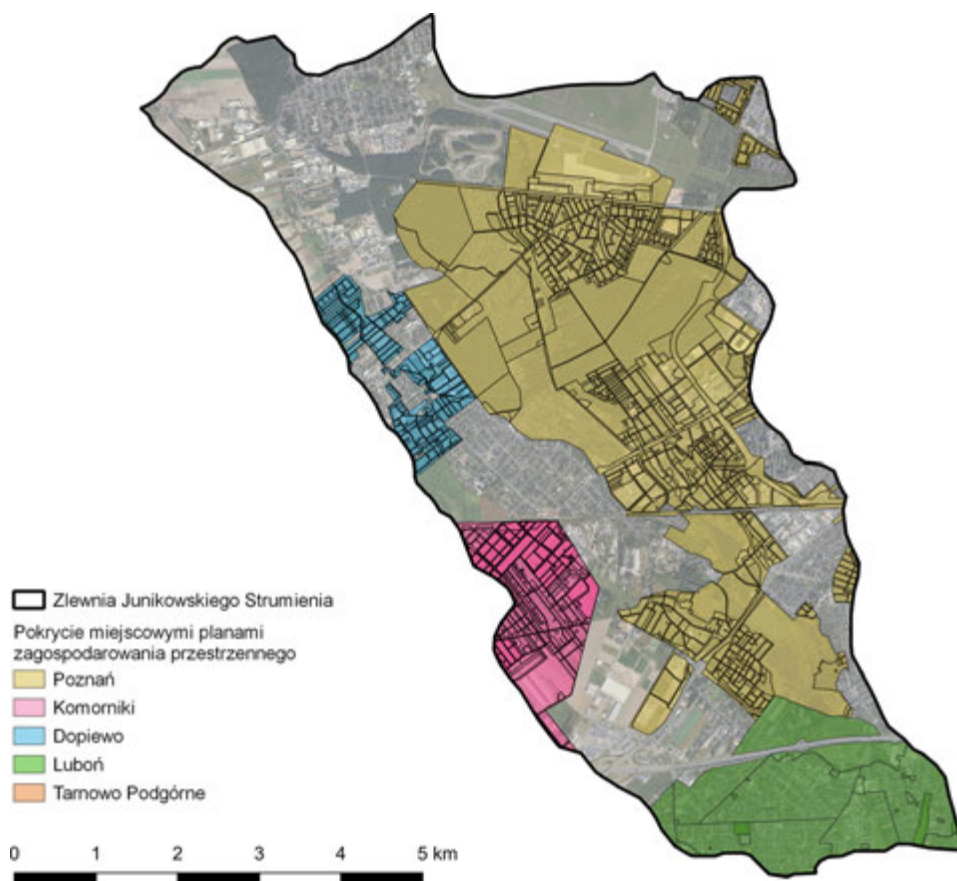 Zlewnia Junikowskiego Strumienia
Pokrycie miejscowymi planami
zagospodarowania przestrzennego
Poznań
Komorniki
Dopiewo
Luboń
Tarnowo Podgórne
0 1 2 3 4 5 km